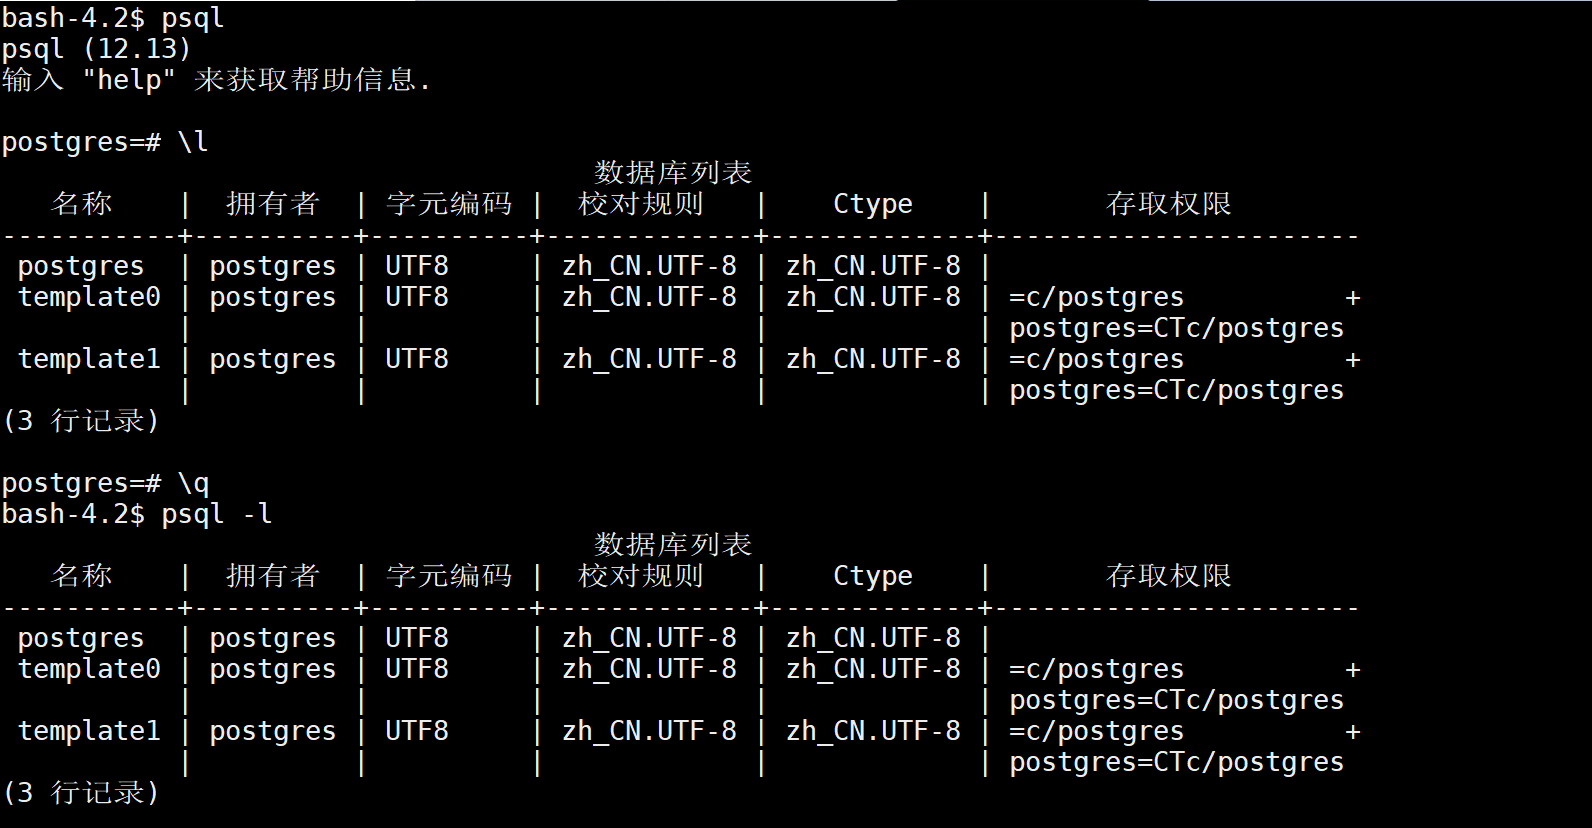 bash-4.2$ psql
psql (12.13)
输入 "help" 来获取帮助信息.
postgres=# \l
数据库列表
名称 | 拥有者 | 字元编码 | 校对规则 | Ctype | 存取权限
-----------+----------+----------+-------------+-------------+-----------------------
postgres | postgres | UTF8 | zh_CN.UTF-8 | zh_CN.UTF-8 |
template0 | postgres | UTF8 | zh_CN.UTF-8 | zh_CN.UTF-8 | =c/postgres +
| | | | | postgres=CTc/postgres
template1 | postgres | UTF8 | zh_CN.UTF-8 | zh_CN.UTF-8 | =c/postgres +
| | | | | postgres=CTc/postgres
(3 行记录)
postgres=# \q
bash-4.2$ psql -l
数据库列表
名称 | 拥有者 | 字元编码 | 校对规则 | Ctype | 存取权限
-----------+----------+----------+-------------+-------------+-----------------------
postgres | postgres | UTF8 | zh_CN.UTF-8 | zh_CN.UTF-8 |
template0 | postgres | UTF8 | zh_CN.UTF-8 | zh_CN.UTF-8 | =c/postgres +
| | | | | postgres=CTc/postgres
template1 | postgres | UTF8 | zh_CN.UTF-8 | zh_CN.UTF-8 | =c/postgres +
| | | | | postgres=CTc/postgres
(3 行记录)